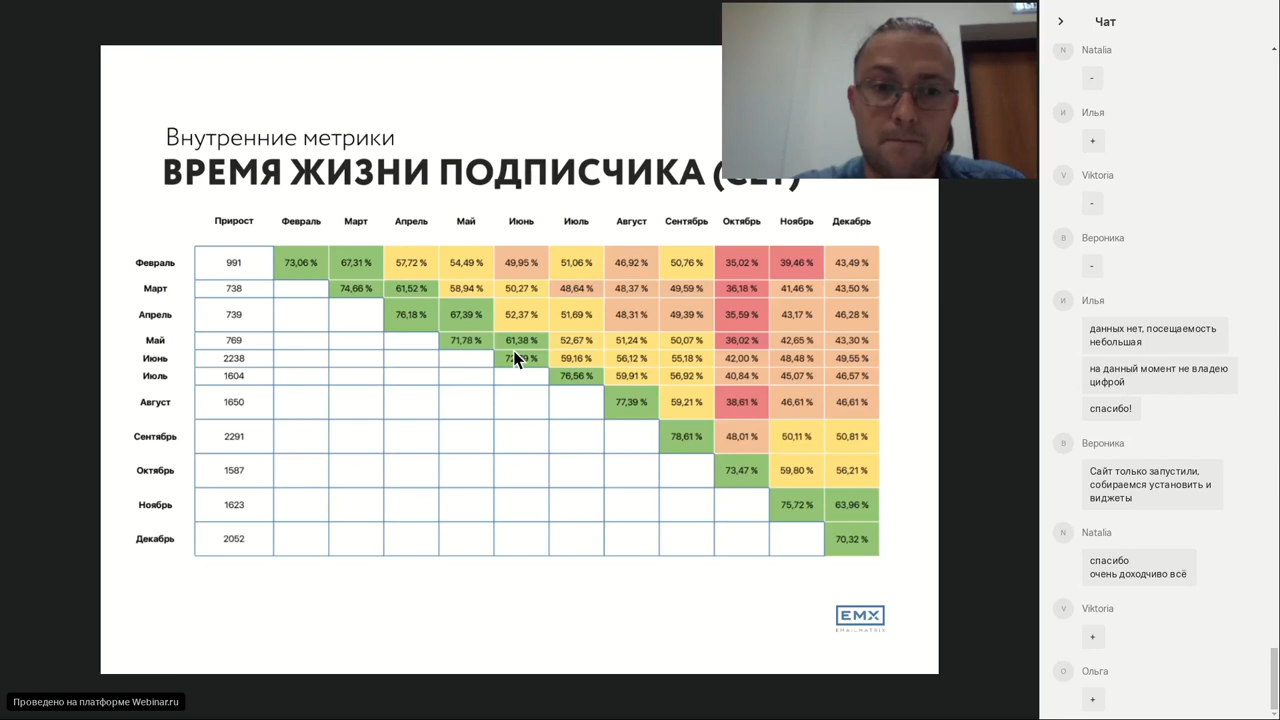 Внутренние метрики
ВРЕМЯ ЖИЗНИ ПОДПИСЧИКА
Прирост Февраль Март Апрель Май Июнь Июль Август Сентябрь Октябрь Ноябрь Декабрь
Февраль 991 73,06 % 67,31 % 57,72 % 54,49 % 49,95 % 51,06 % 46,92 % 50,76 % 35,02 % 39,46 % 43,49 %
Март 738 74,66 % 61,52 % 58,94 % 50,27 % 48,64 % 48,37 % 49,59 % 36,18 % 41,46 % 43,50 %
Апрель 739 76,18 % 67,39 % 52,37 % 51,69 % 48,31 % 49,39 % 35,59 % 43,17 % 46,28 %
Май 769 71,78 % 61,38 % 52,67 % 51,24 % 50,07 % 36,02 % 42,65 % 43,30 %
Июнь 2238 59,16 % 56,12 % 55,18 % 42,00 % 48,48 % 49,55 %
Июль 1604 76,56 % 59,91 % 56,92 % 40,84 % 45,07 % 46,57 %
Август 1650 77,39 % 59,21 % 38,61 % 46,61 % 46,61 %
Сентябрь 2291 78,61 % 48,01 % 50,11 % 50,81 %
Октябрь 1587 73,47 % 59,80 % 56,21 %
Ноябрь 1623 75,72 % 63,96 %
Декабрь 2052 70,32 %
EMX
Проведено на платформе Webinar.ru
Чат
N Natalia
-
И Илья
+
V Viktoria
-
В Вероника
-
И Илья
данных нет, посещаемость
небольшая
на данный момент не владею
цифрой
спасибо!
В Вероника
Сайт только запустили,
собираемся установить и
виджеты
N Natalia
спасибо
очень доходчиво всё
V Viktoria
+
О Ольга
+